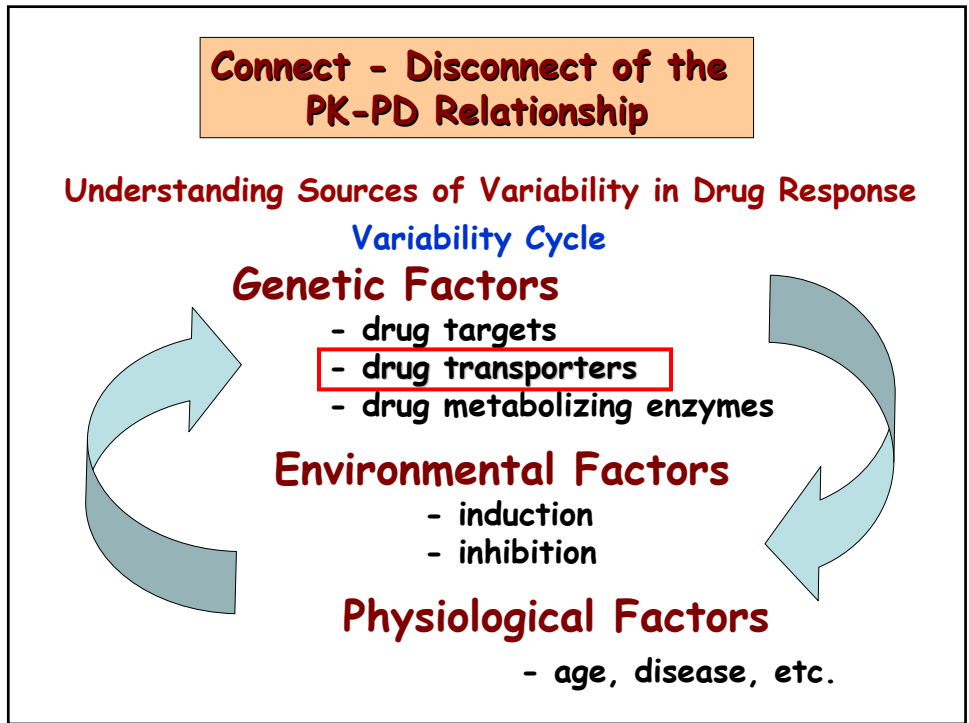 Connect - Disconnect of the
PK-PD Relationship
Understanding Sources of Variability in Drug Response
Variability Cycle
Genetic Factors
- drug targets
- drug transporters
- drug metabolizing enzymes
Environmental Factors
- induction
- inhibition
Physiological Factors
- age, disease, etc.